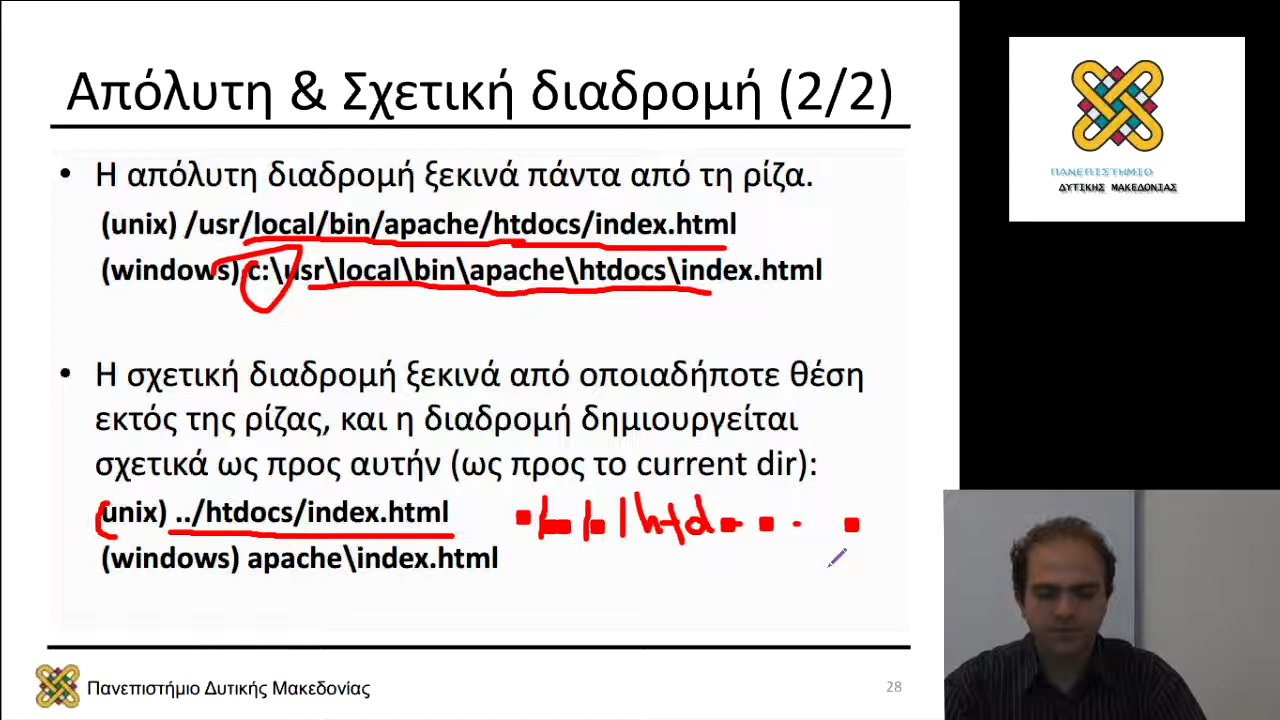 Απόλυτη & Σχετική διαδρομή (2/2)
• Η απόλυτη διαδρομή ξεκινά πάντα από τη ρίζα.
(unix) /usr/local/bin/apache/htdocs/index.html
(windows) c:\usr\local\bin\apache\htdocs\index.html
• Η σχετική διαδρομή ξεκινά από οποιαδήποτε θέση
εκτός της ρίζας, και η διαδρομή δημιουργείται
σχετικά ως προς αυτήν (ως προς το current dir):
(unix) ../htdocs/index.html
(windows) apache\index.html
Πανεπιστήμιο Δυτικής Μακεδονίας
28
ΠΑΝΕΠΙΣΤΗΜΙΟ
ΔΥΤΙΚΗΣ ΜΑΚΕΔΟΝΙΑΣ